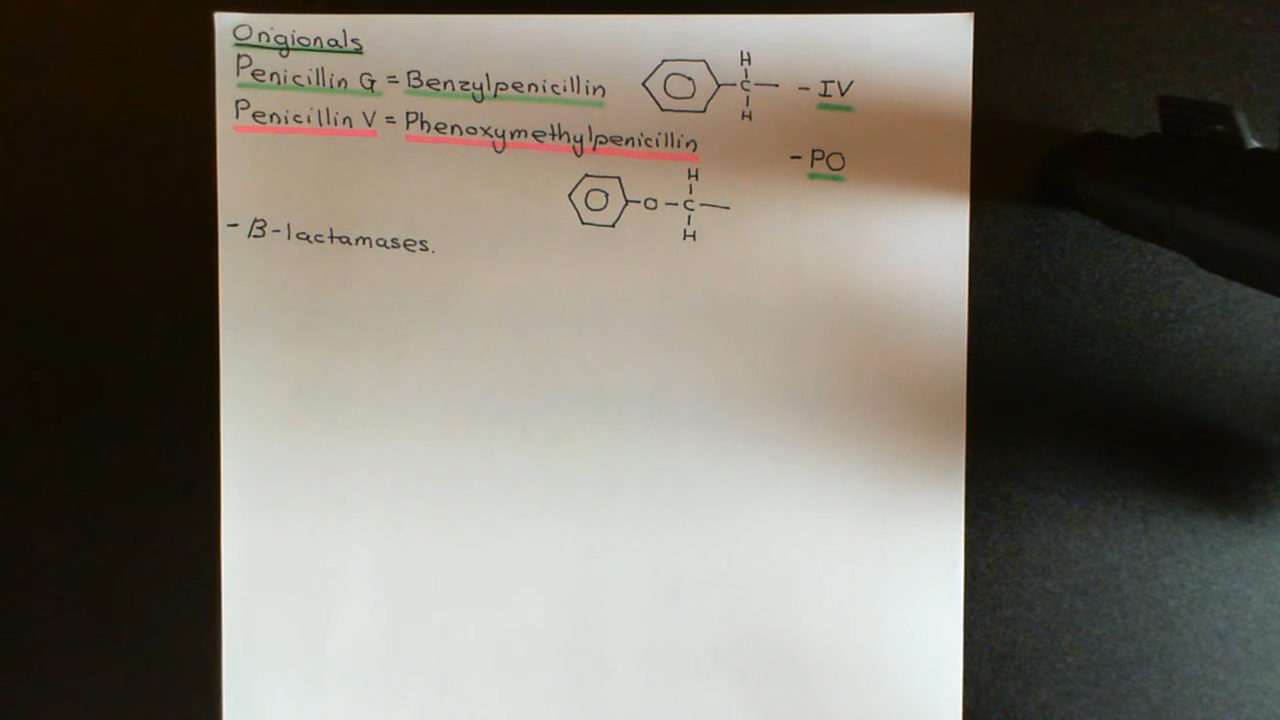 Origionals
Penicillin G = Benzylpenicillin
H
C
H
- IV
Penicillin V = Phenoxymethylpenicillin
- PO
H
O - C
H
- β-lactamases.